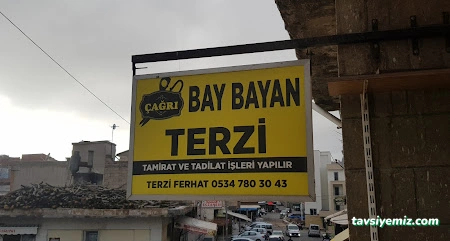 ÇAĞRI
BAY BAYAN
TERZİ
TAMİRAT VE TADİLAT İŞLERİ YAPILIR
TERZİ FERHAT 0534 780 30 43
tavsiyemiz.com